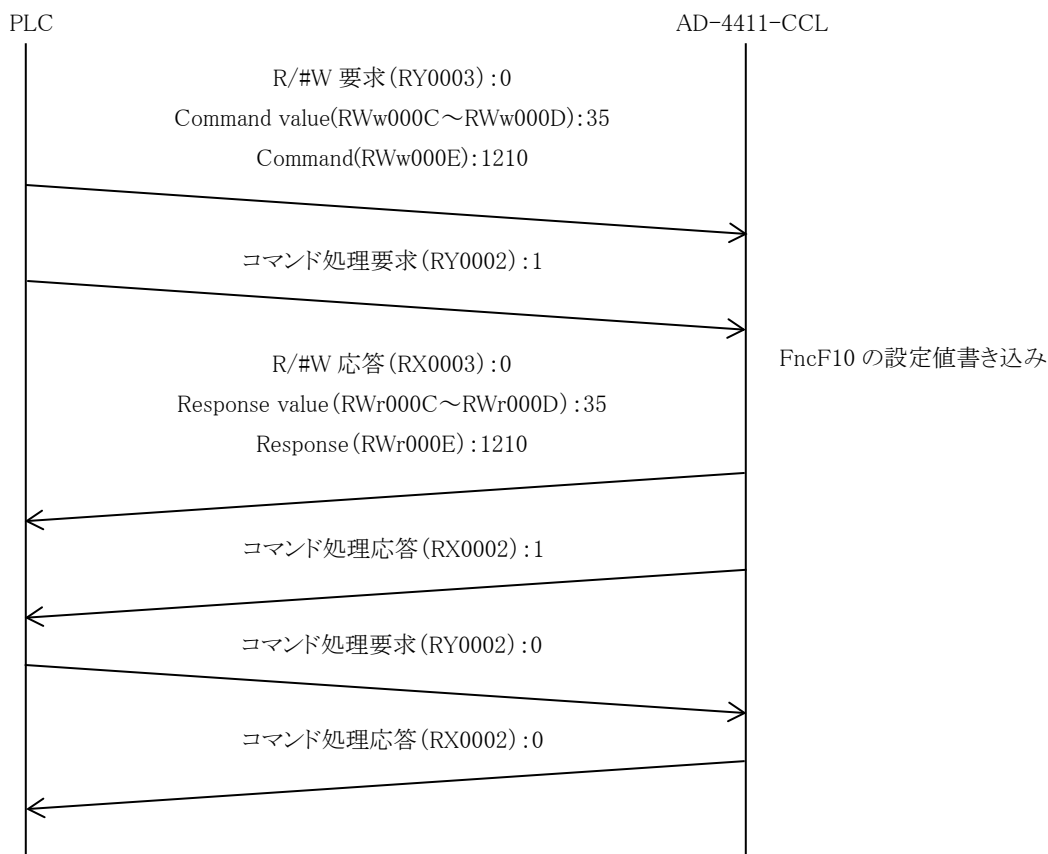 PLC
AD-4411-CCL
R/#W 要求(RY0003):0
Command value(RWw000C～RWw000D):35
Command(RWw000E):1210
コマンド処理要求(RY0002):1
R/#W 応答(RX0003):0
FncF10 の設定値書き込み
Response value(RWr000C～RWr000D):35
Response(RWr000E):1210
コマンド処理応答(RX0002):1
コマンド処理要求(RY0002):0
コマンド処理応答(RX0002):0